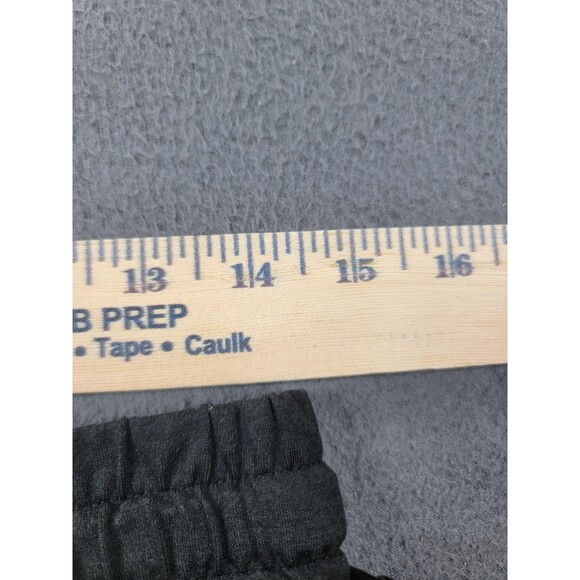 13 14 15 16
B PREP
• Tape • Caulk